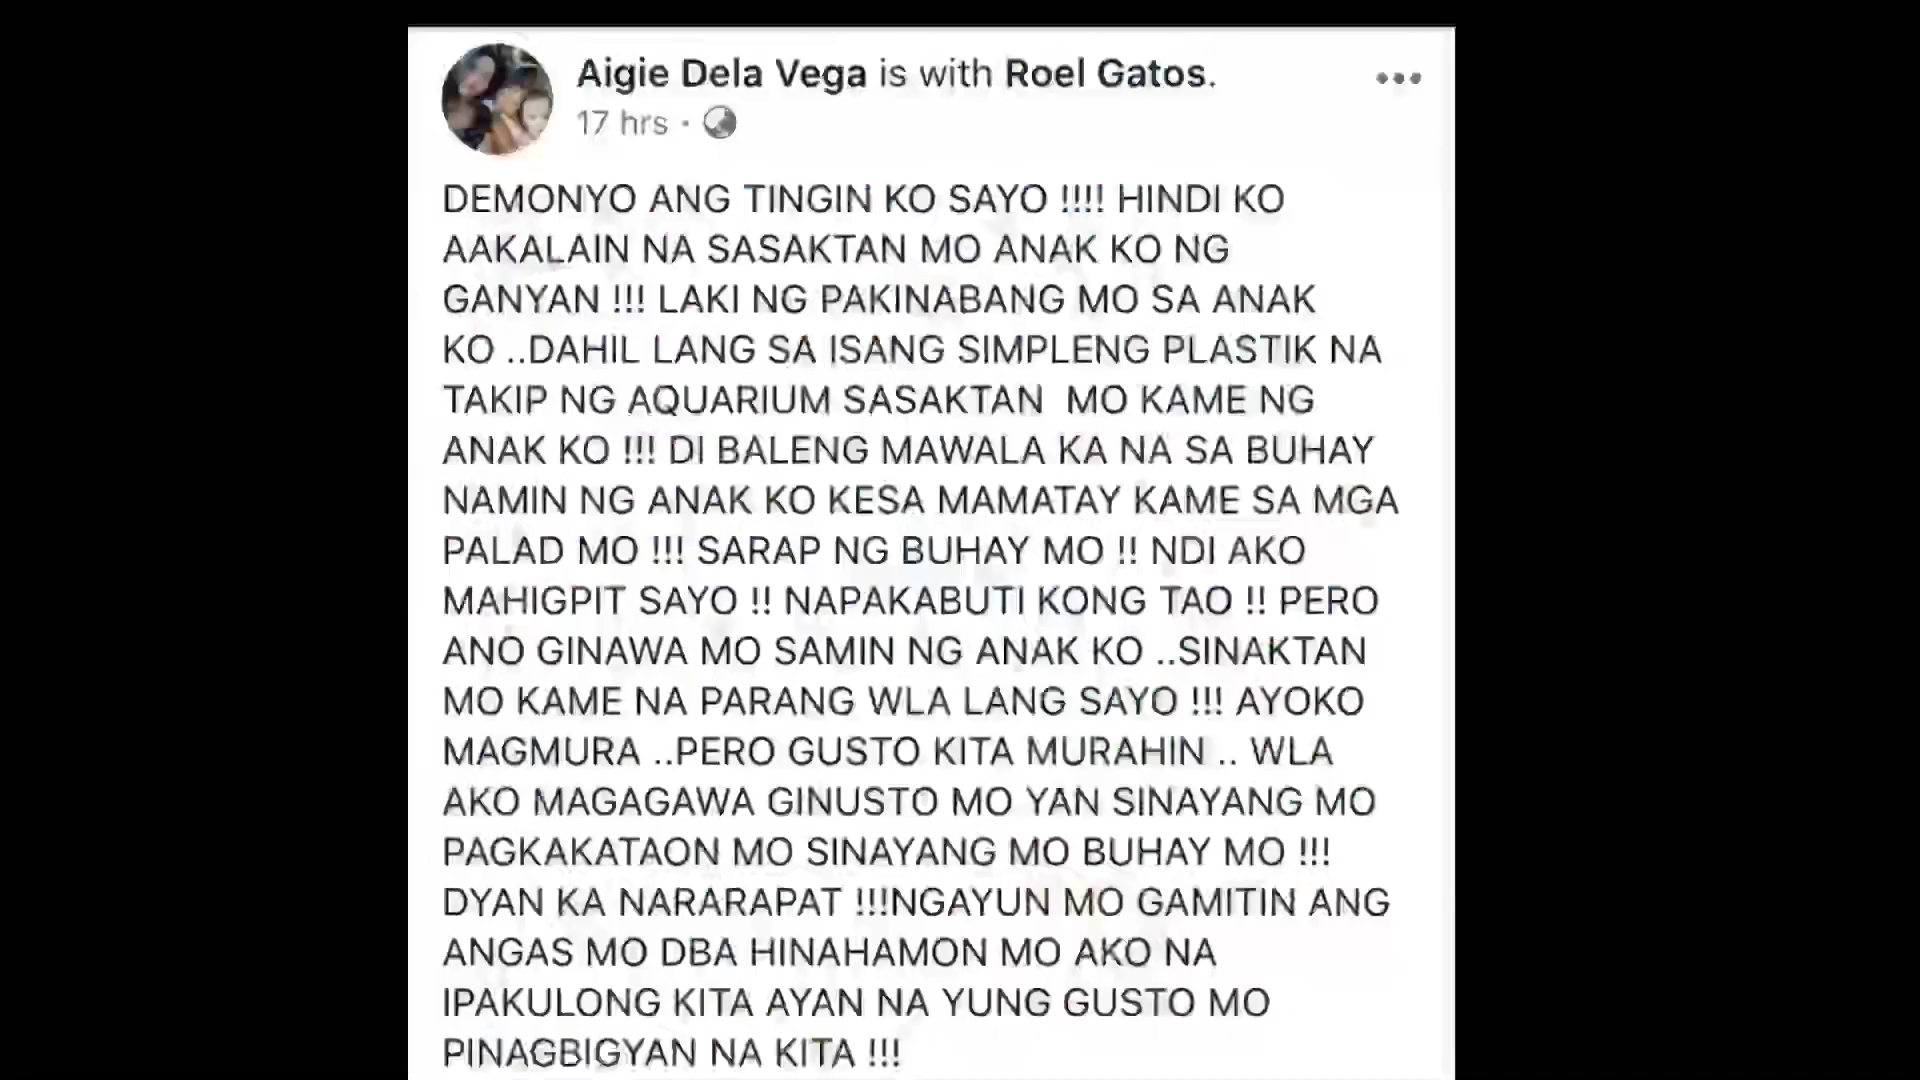 Aigie Dela Vega is with Roel Gatos.
17 hrs ·
DEMONYO ANG TINGIN KO SAYO !!!! HINDI KO
AAKALAIN NA SASAKTAN MO ANAK KO NG
GANYAN !!! LAKI NG PAKINABANG MO SA ANAK
KO ..DAHIL LANG SA ISANG SIMPLENG PLASTIK NA
TAKIP NG AQUARIUM SASAKTAN  MO KAME NG
ANAK KO !!! DI BALENG MAWALA KA NA SA BUHAY
NAMIN NG ANAK KO KESA MAMATAY KAME SA MGA
PALAD MO !!! SARAP NG BUHAY MO !! NDI AKO
MAHIGPIT SAYO !! NAPAKABUTI KONG TAO !! PERO
ANO GINAWA MO SAMIN NG ANAK KO ..SINAKTAN
MO KAME NA PARANG WLA LANG SAYO !!! AYOKO
MAGMURA ..PERO GUSTO KITA MURAHIN .. WLA
AKO MAGAGAWA GINUSTO MO YAN SINAYANG MO
PAGKAKATAON MO SINAYANG MO BUHAY MO !!!
DYAN KA NARARAPAT !!!NGAYUN MO GAMITIN ANG
ANGAS MO DBA HINAHAMON MO AKO NA
IPAKULONG KITA AYAN NA YUNG GUSTO MO
PINAGBIGYAN NA KITA !!!